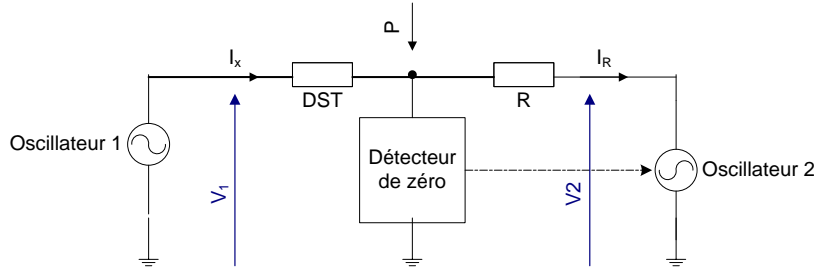 P
Iₓ
I_R
DST
R
Oscillateur 1
Détecteur
de zéro
Oscillateur 2
V₁
V2